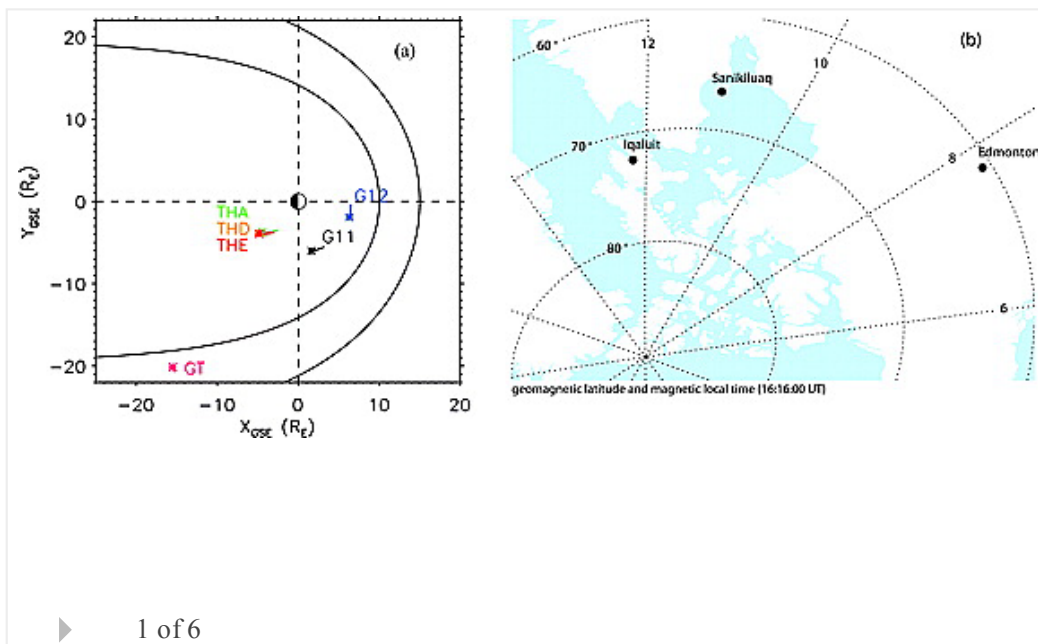 20
10
0
−10
−20
Y_GSE (R_E)
(a)
G12
THA
THD
THE
G11
GT
−20 −10 0 10 20
X_GSE (R_E)
(b)
60°
12
10
Sanikiluaq
70°
Iqaluit
8
Edmonton
80°
6
geomagnetic latitude and magnetic local time (16:16:00 UT)
1 of 6